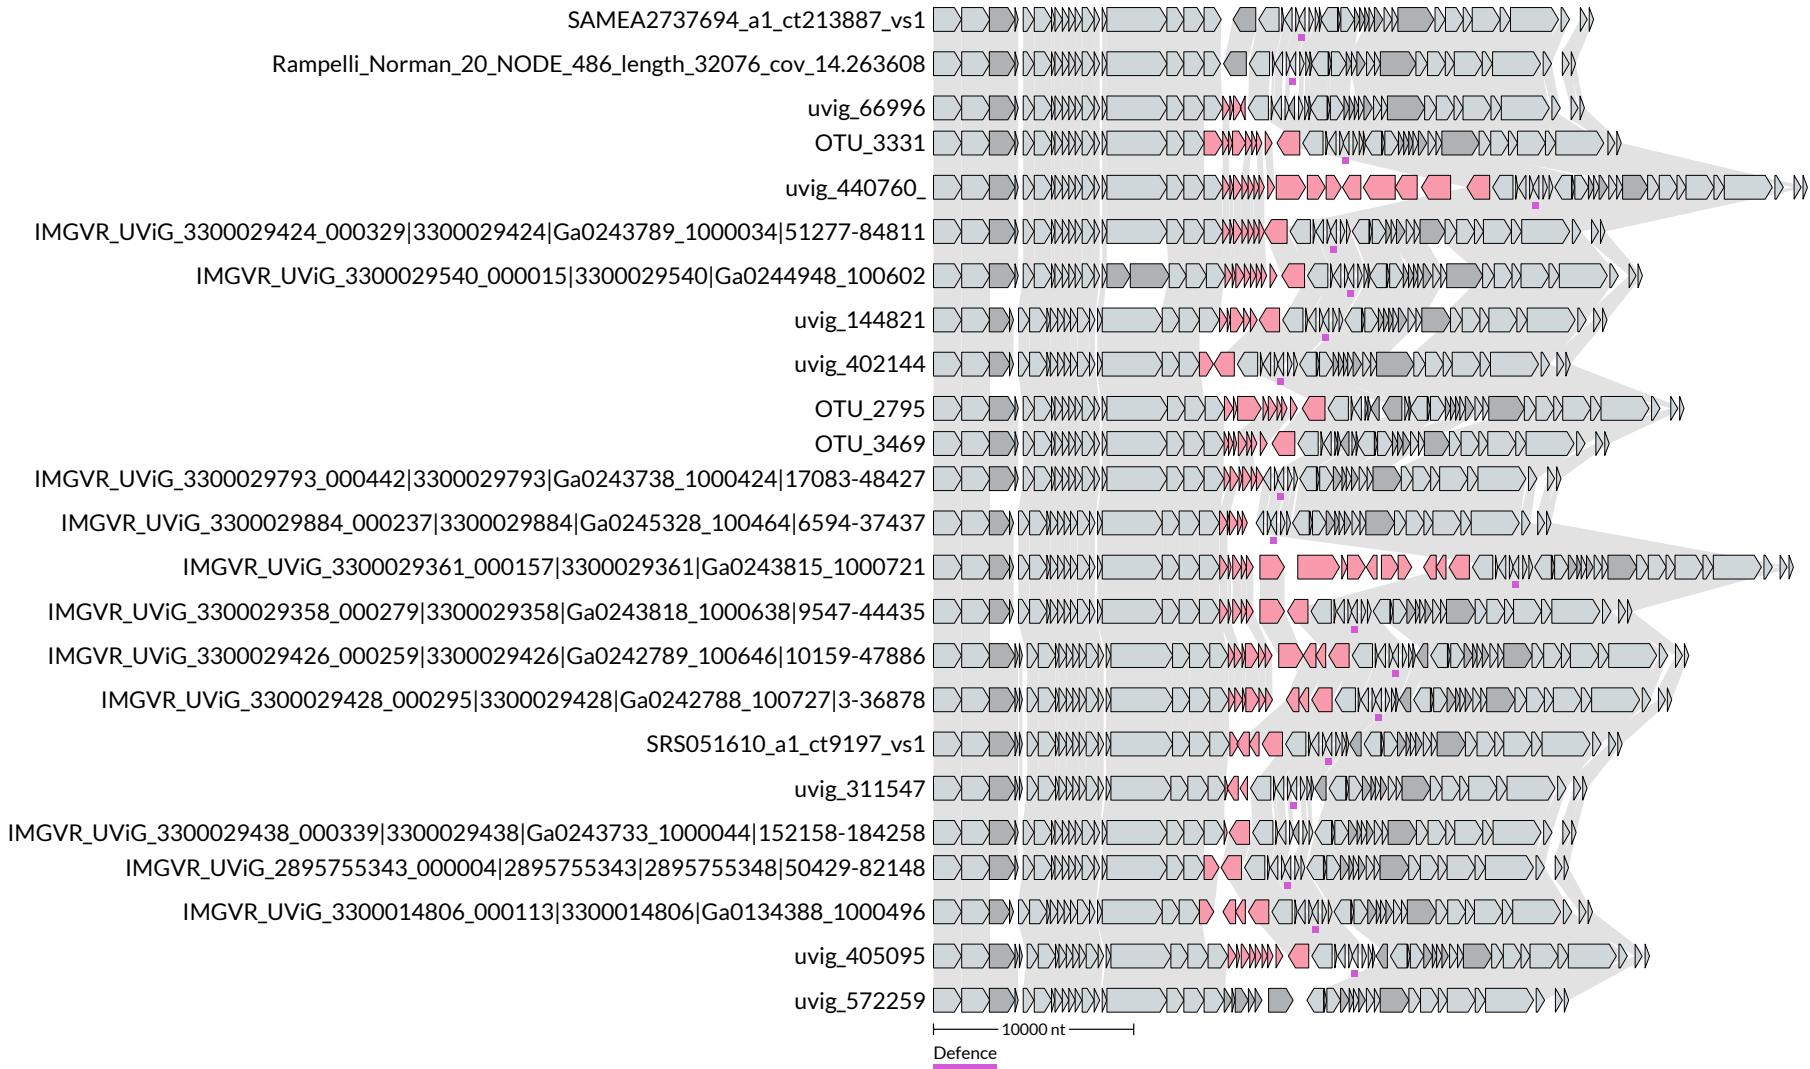 SAMEA2737694_a1_ct213887_vs1
Rampelli_Norman_20_NODE_486_length_32076_cov_14.263608
uvig_66996
OTU_3331
uvig_440760_
IMGVR_UViG_3300029424_000329|3300029424|Ga0243789_1000034|51277-84811
IMGVR_UViG_3300029540_000015|3300029540|Ga0244948_100602
uvig_144821
uvig_402144
OTU_2795
OTU_3469
IMGVR_UViG_3300029793_000442|3300029793|Ga0243738_1000424|17083-48427
IMGVR_UViG_3300029884_000237|3300029884|Ga0245328_100464|6594-37437
IMGVR_UViG_3300029361_000157|3300029361|Ga0243815_1000721
IMGVR_UViG_3300029358_000279|3300029358|Ga0243818_1000638|9547-44435
IMGVR_UViG_3300029426_000259|3300029426|Ga0242789_100646|10159-47886
IMGVR_UViG_3300029428_000295|3300029428|Ga0242788_100727|3-36878
SRS051610_a1_ct9197_vs1
uvig_311547
IMGVR_UViG_3300029438_000339|3300029438|Ga0243733_1000044|152158-184258
IMGVR_UViG_2895755343_000004|2895755343|2895755348|50429-82148
IMGVR_UViG_3300014806_000113|3300014806|Ga0134388_1000496
uvig_405095
uvig_572259
10000 nt
Defence